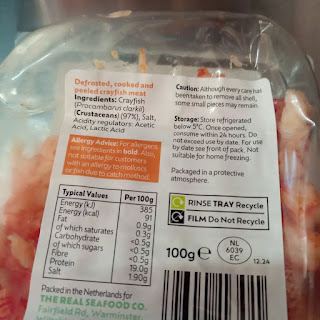 Defrosted, cooked and
peeled crayfish meat
Ingredients: Crayfish
(Procambarus clarkii)
(Crustaceans) (97%), Salt,
Acidity regulators: Acetic
Acid, Lactic Acid
Allergy Advice: For allergens,
see ingredients in bold. Also,
not suitable for customers
with an allergy to molluscs
or fish due to catch method.
Typical Values Per 100g
Energy (kJ) 385
Energy (kcal) 91
Fat 0.9g
of which saturates 0.3g
Carbohydrate <0.5g
of which sugars <0.5g
Fibre <0.5g
Protein 19.0g
Salt 1.90g
Packed in the Netherlands for
THE REAL SEAFOOD CO.
Fairfield Rd, Warminster,
Caution: Although every care had
been taken to remove all shell,
some small pieces may remain.
Storage: Store refrigerated
below 5°C. Once opened,
consume within 24 hours. Do
not exceed use by date. For use
by date see front of pack. Not
suitable for home freezing.
Packaged in a protective
atmosphere.
RINSE TRAY Recycle
FILM Do Not Recycle
100g e
NL
6039
EC
12.24